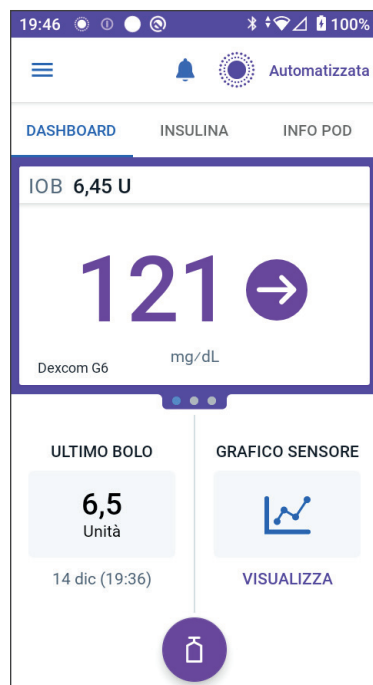 19:46 100%
Automatizzata
DASHBOARD INSULINA INFO POD
IOB 6,45 U
121
mg/dL
Dexcom G6
ULTIMO BOLO GRAFICO SENSORE
6,5
Unità
14 dic (19:36) VISUALIZZA